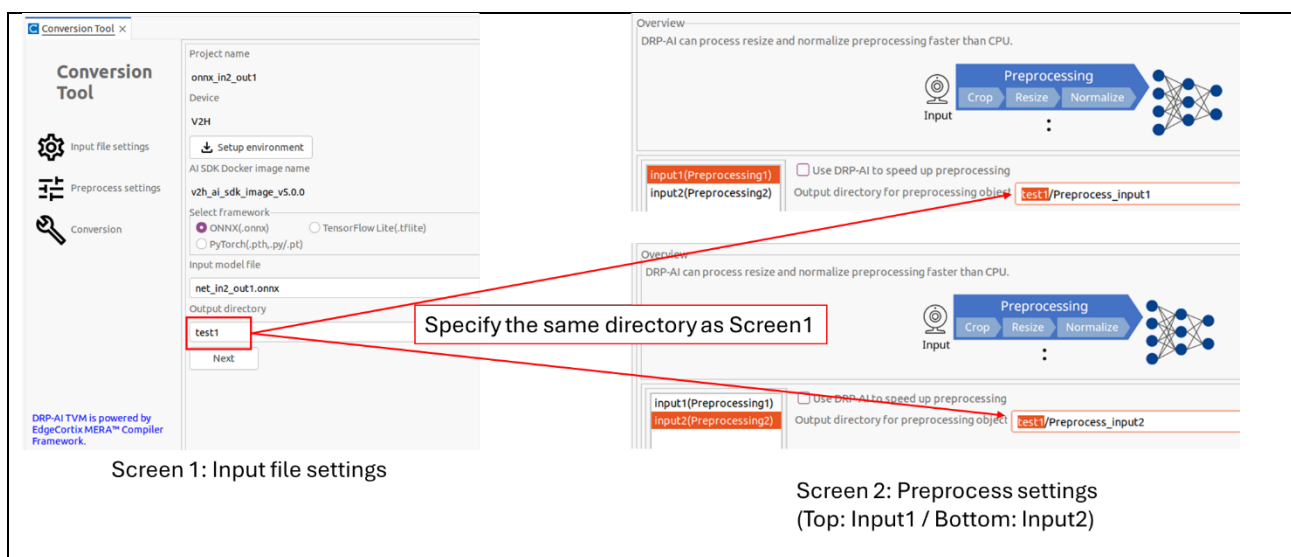 Conversion Tool ×
Conversion
Tool
Input file settings
Preprocess settings
Conversion
DRP-AI TVM is powered by
EdgeCortix MERA™ Compiler
Framework.
Project name
onnx_in2_out1
Device
V2H
Setup environment
AI SDK Docker image name
v2h_ai_sdk_image_v5.0.0
Select framework
ONNX(.onnx) TensorFlow Lite(.tflite)
PyTorch(.pth,.py/.pt)
Input model file
net_in2_out1.onnx
Output directory
test1
Next
Screen 1: Input file settings
Specify the same directory as Screen1
Overview
DRP-AI can process resize and normalize preprocessing faster than CPU.
Preprocessing
Crop Resize Normalize
Input
:
input1(Preprocessing1)
input2(Preprocessing2)
Use DRP-AI to speed up preprocessing
Output directory for preprocessing object test1/Preprocess_input1
Overview
DRP-AI can process resize and normalize preprocessing faster than CPU.
Preprocessing
Crop Resize Normalize
Input
:
input1(Preprocessing1)
input2(Preprocessing2)
Use DRP-AI to speed up preprocessing
Output directory for preprocessing object test1/Preprocess_input2
Screen 2: Preprocess settings
(Top: Input1 / Bottom: Input2)